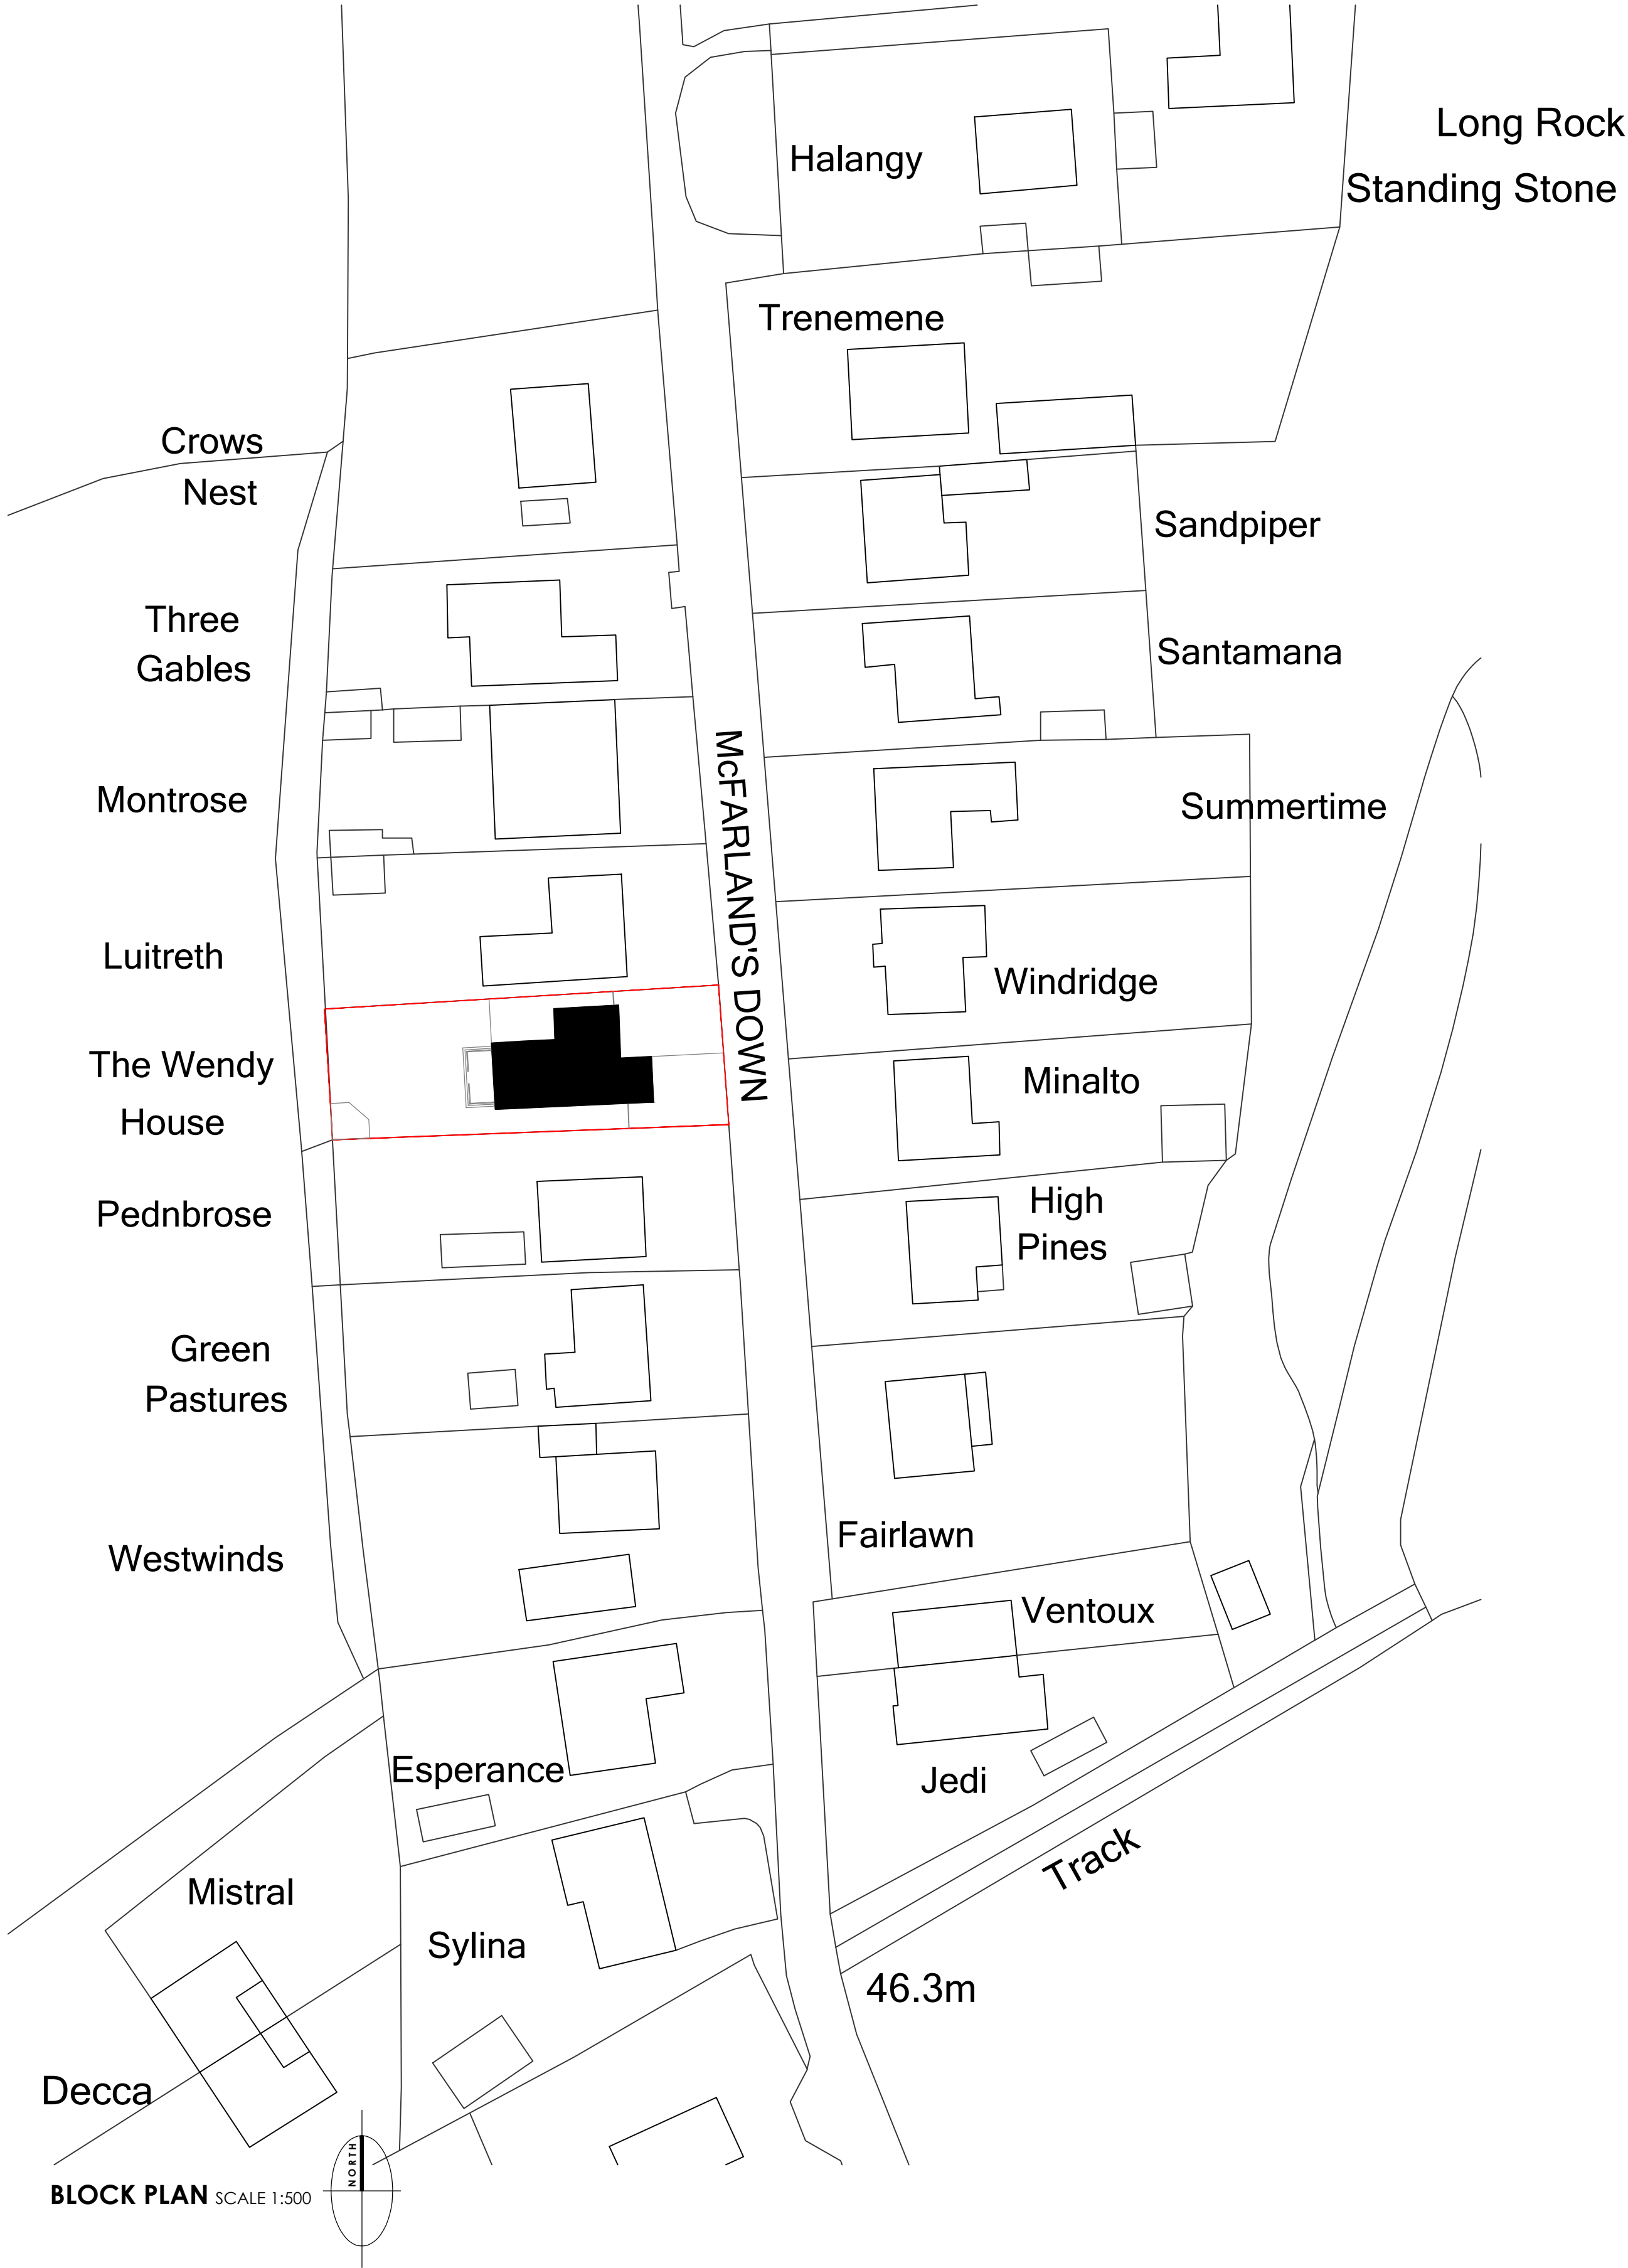 Long Rock
Standing Stone
Halangy
Trenemene
Crows
Nest
Sandpiper
Three
Gables
Santamana
Montrose
Summertime
McFARLAND'S DOWN
Luitreth
Windridge
The Wendy
House
Minalto
Pednbrose
High
Pines
Green
Pastures
Westwinds
Fairlawn
Ventoux
Esperance
Jedi
Track
Mistral
Sylina
46.3m
Decca
NORTH
BLOCK PLAN SCALE 1:500